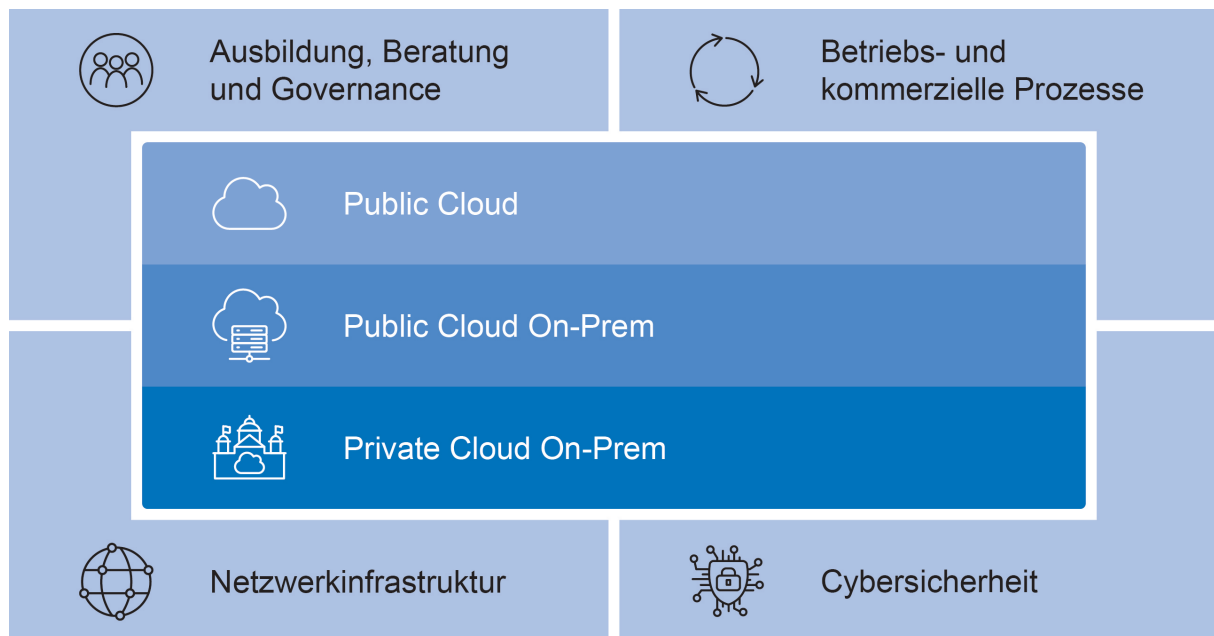 Ausbildung, Beratung
und Governance
Betriebs- und
kommerzielle Prozesse
Public Cloud
Public Cloud On-Prem
Private Cloud On-Prem
Netzwerkinfrastruktur
Cybersicherheit